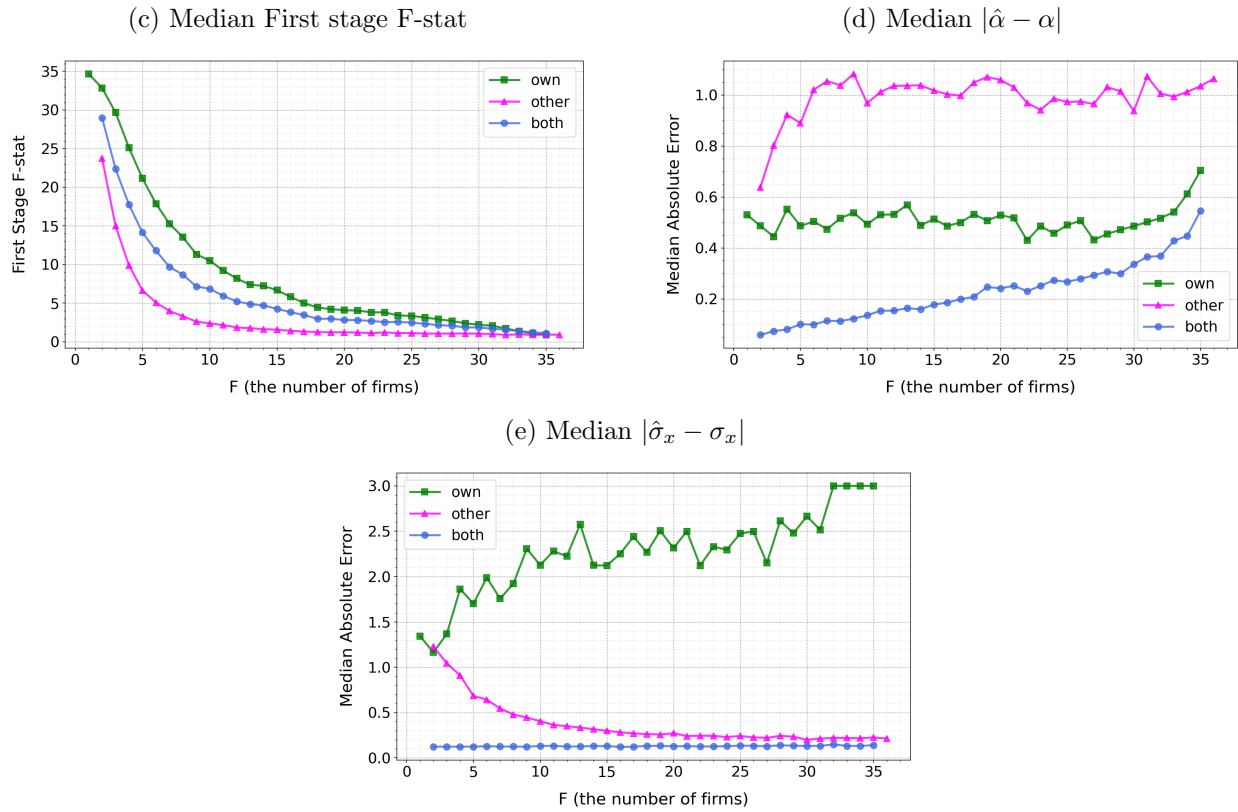 (c) Median First stage F-stat
First Stage F-stat
35
30
25
20
15
10
5
0
own
other
both
0 5 10 15 20 25 30 35
F (the number of firms)
(d) Median |α̂ − α|
Median Absolute Error
1.0
0.8
0.6
0.4
0.2
own
other
both
0 5 10 15 20 25 30 35
F (the number of firms)
(e) Median |σ̂ₓ − σₓ|
Median Absolute Error
3.0
2.5
2.0
1.5
1.0
0.5
0.0
own
other
both
0 5 10 15 20 25 30 35
F (the number of firms)